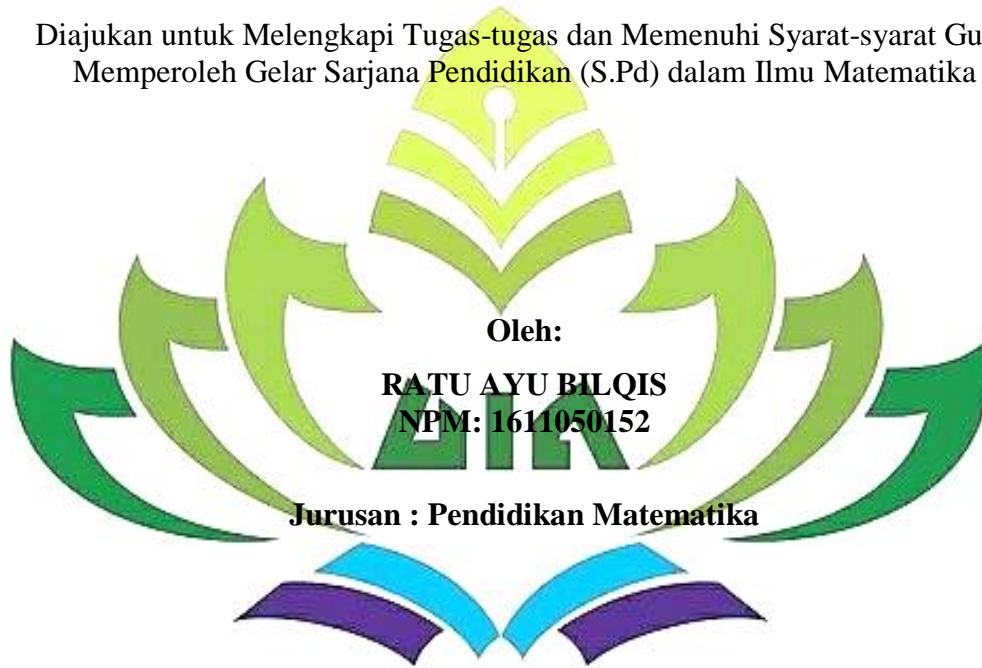 Diajukan untuk Melengkapi Tugas-tugas dan Memenuhi Syarat-syarat Gu
Memperoleh Gelar Sarjana Pendidikan (S.Pd) dalam Ilmu Matematika
Oleh:
RATU AYU BILQIS
NPM: 1611050152
Jurusan : Pendidikan Matematika